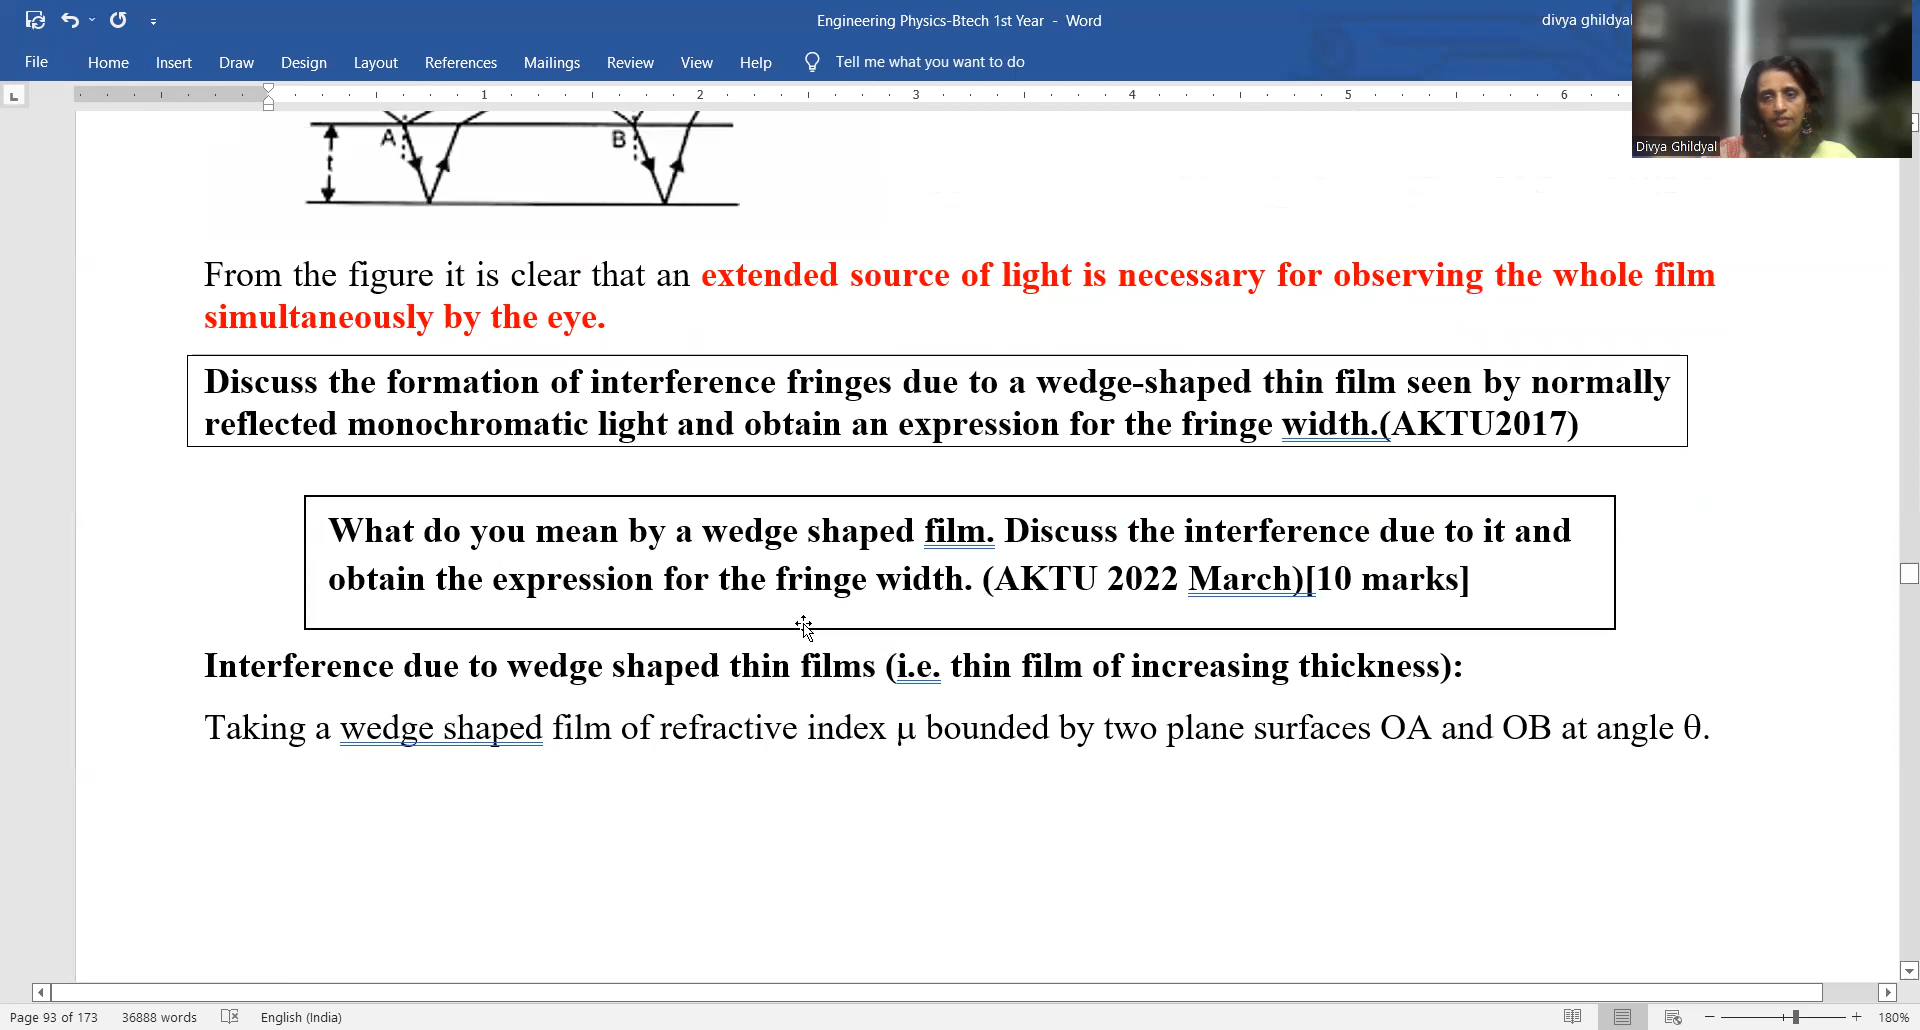 Engineering Physics-Btech 1st Year - Word
divya ghildyal
File Home Insert Draw Design Layout References Mailings Review View Help Tell me what you want to do
L 1 2 3 4 5 6
Divya Ghildyal
A B
t
From the figure it is clear that an extended source of light is necessary for observing the whole film
simultaneously by the eye.
Discuss the formation of interference fringes due to a wedge-shaped thin film seen by normally
reflected monochromatic light and obtain an expression for the fringe width.(AKTU2017)
What do you mean by a wedge shaped film. Discuss the interference due to it and
obtain the expression for the fringe width. (AKTU 2022 March)[10 marks]
Interference due to wedge shaped thin films (i.e. thin film of increasing thickness):
Taking a wedge shaped film of refractive index μ bounded by two plane surfaces OA and OB at angle θ.
Page 93 of 173 36888 words English (India) 180%